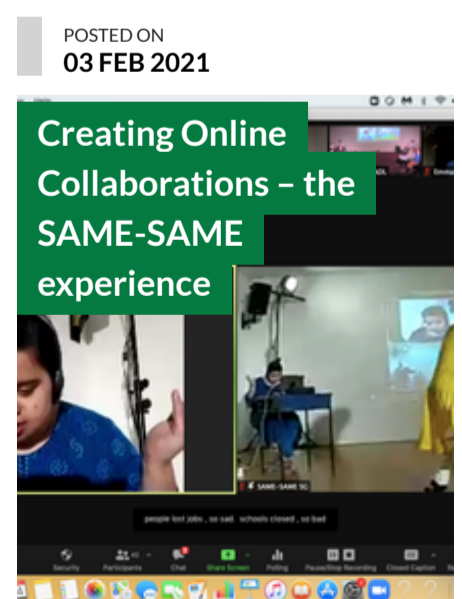 POSTED ON
03 FEB 2021
Creating Online
Collaborations – the
SAME-SAME
experience
SAME-SAME SG
people lost jobs , so sad. schools closed , so bad
Security
Participants
Chat
Share Screen
Polling
Pause/Stop Recording
Closed Caption